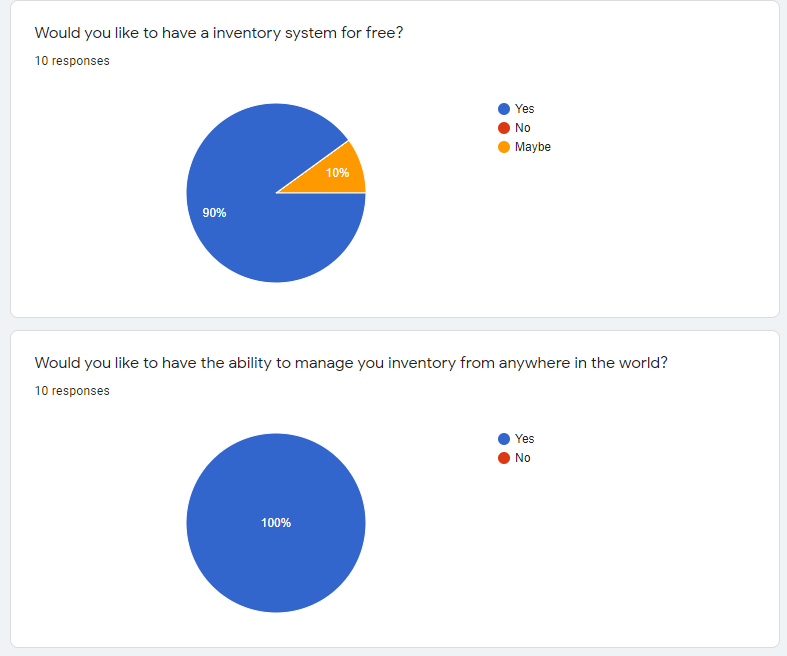 Would you like to have a inventory system for free?
10 responses
Yes
No
Maybe
10%
90%
Would you like to have the ability to manage you inventory from anywhere in the world?
10 responses
Yes
No
100%